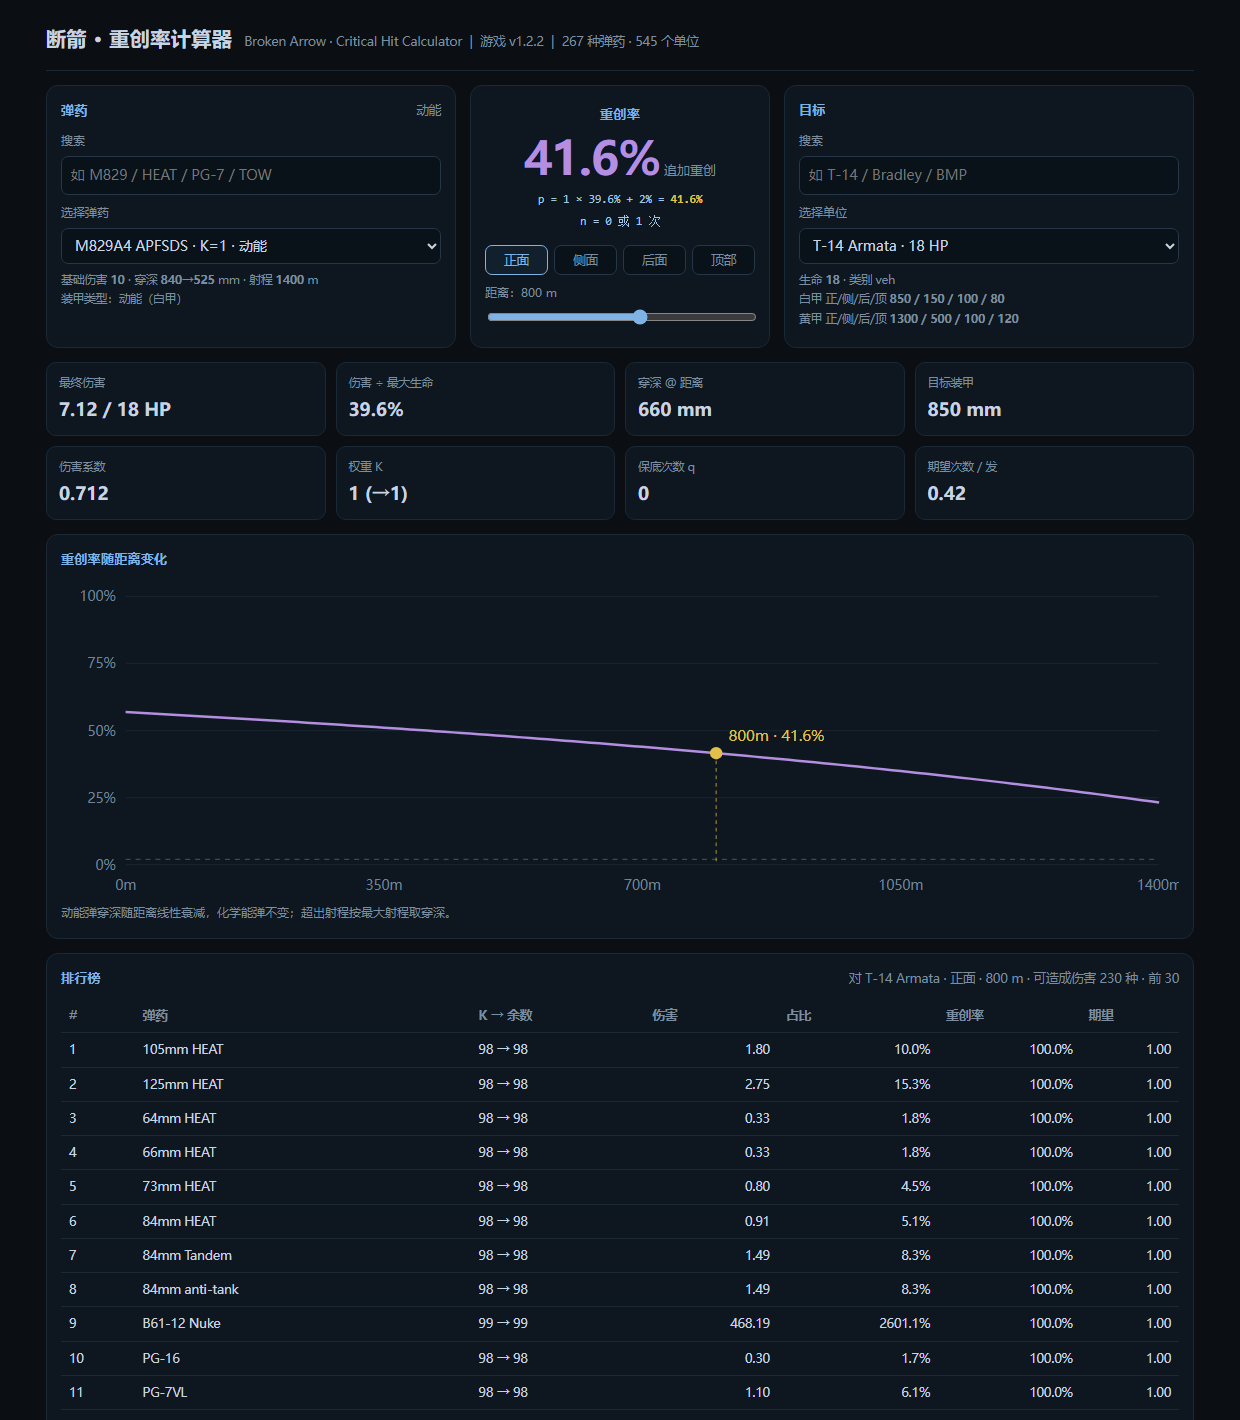 断箭 · 重创率计算器 Broken Arrow · Critical Hit Calculator | 游戏 v1.2.2 | 267 种弹药 · 545 个单位
弹药 动能
搜索
如 M829 / HEAT / PG-7 / TOW
选择弹药
M829A4 APFSDS · K=1 · 动能
基础伤害 10 · 穿深 840→525 mm · 射程 1400 m
装甲类型：动能（白甲）
重创率
41.6% 追加重创
p = 1 × 39.6% + 2% = 41.6%
n = 0 或 1 次
正面 侧面 后面 顶部
距离：800 m
目标
搜索
如 T-14 / Bradley / BMP
选择单位
T-14 Armata · 18 HP
生命 18 · 类别 veh
白甲 正/侧/后/顶 850 / 150 / 100 / 80
黄甲 正/侧/后/顶 1300 / 500 / 100 / 120
最终伤害
7.12 / 18 HP
伤害 ÷ 最大生命
39.6%
穿深 @ 距离
660 mm
目标装甲
850 mm
伤害系数
0.712
权重 K
1 (→1)
保底次数 q
0
期望次数 / 发
0.42
重创率随距离变化
100%
75%
50%
25%
0%
800m · 41.6%
0m 350m 700m 1050m 1400m
动能弹穿深随距离线性衰减，化学能弹不变；超出射程按最大射程取穿深。
排行榜 对 T-14 Armata · 正面 · 800 m · 可造成伤害 230 种 · 前 30
# 弹药 K → 余数 伤害 占比 重创率 期望
1 105mm HEAT 98 → 98 1.80 10.0% 100.0% 1.00
2 125mm HEAT 98 → 98 2.75 15.3% 100.0% 1.00
3 64mm HEAT 98 → 98 0.33 1.8% 100.0% 1.00
4 66mm HEAT 98 → 98 0.33 1.8% 100.0% 1.00
5 73mm HEAT 98 → 98 0.80 4.5% 100.0% 1.00
6 84mm HEAT 98 → 98 0.91 5.1% 100.0% 1.00
7 84mm Tandem 98 → 98 1.49 8.3% 100.0% 1.00
8 84mm anti-tank 98 → 98 1.49 8.3% 100.0% 1.00
9 B61-12 Nuke 99 → 99 468.19 2601.1% 100.0% 1.00
10 PG-16 98 → 98 0.30 1.7% 100.0% 1.00
11 PG-7VL 98 → 98 1.10 6.1% 100.0% 1.00